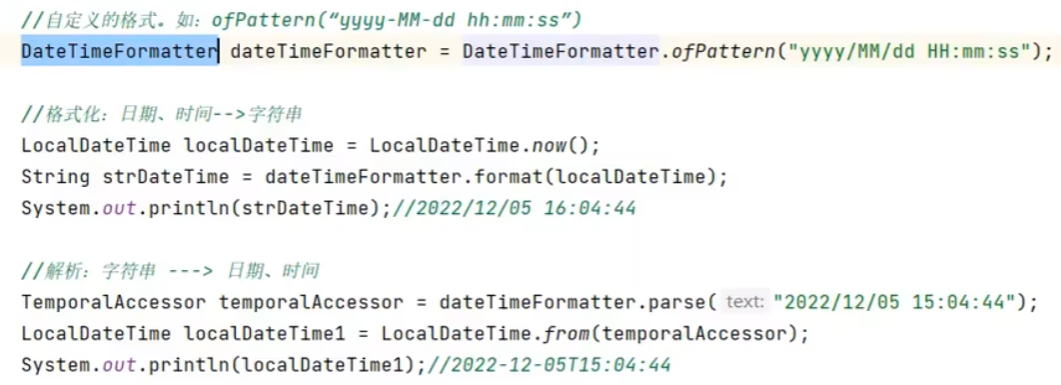 //自定义的格式。如：ofPattern(“yyyy-MM-dd hh:mm:ss”)
DateTimeFormatter dateTimeFormatter = DateTimeFormatter.ofPattern("yyyy/MM/dd HH:mm:ss");
//格式化：日期、时间-->字符串
LocalDateTime localDateTime = LocalDateTime.now();
String strDateTime = dateTimeFormatter.format(localDateTime);
System.out.println(strDateTime);//2022/12/05 16:04:44
//解析：字符串 ---> 日期、时间
TemporalAccessor temporalAccessor = dateTimeFormatter.parse( text: "2022/12/05 15:04:44");
LocalDateTime localDateTime1 = LocalDateTime.from(temporalAccessor);
System.out.println(localDateTime1);//2022-12-05T15:04:44